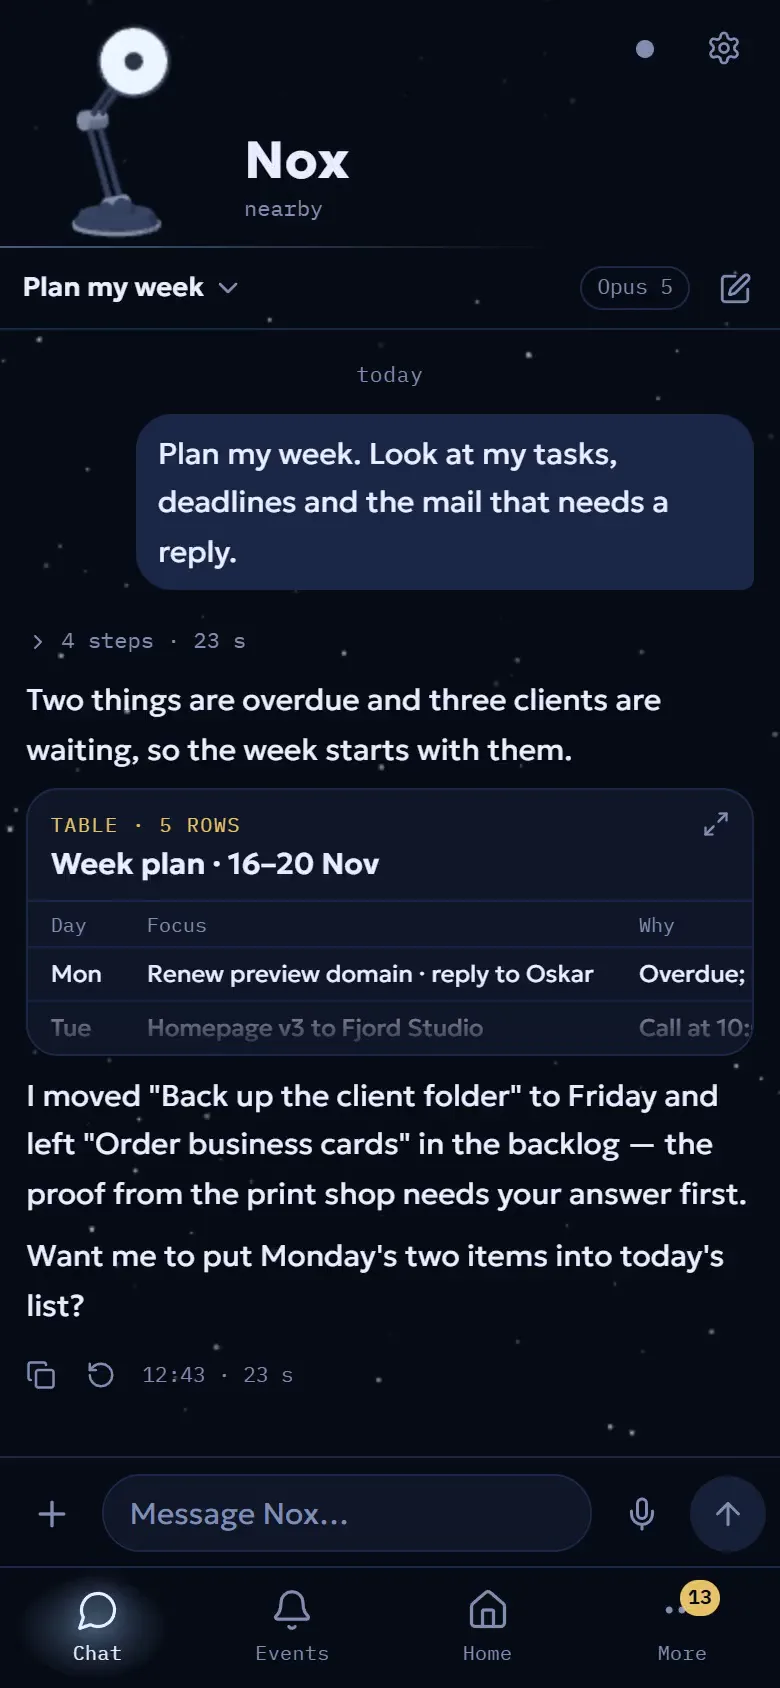 Nox
nearby
Plan my week
Opus 5
today
Plan my week. Look at my tasks,
deadlines and the mail that needs a
reply.
4 steps · 23 s
Two things are overdue and three clients are
waiting, so the week starts with them.
TABLE · 5 ROWS
Week plan · 16–20 Nov
Day Focus Why
Mon Renew preview domain · reply to Oskar Overdue;
Tue Homepage v3 to Fjord Studio Call at 10:
I moved "Back up the client folder" to Friday and
left "Order business cards" in the backlog — the
proof from the print shop needs your answer first.
Want me to put Monday's two items into today's
list?
12:43 · 23 s
Message Nox...
13
Chat Events Home More